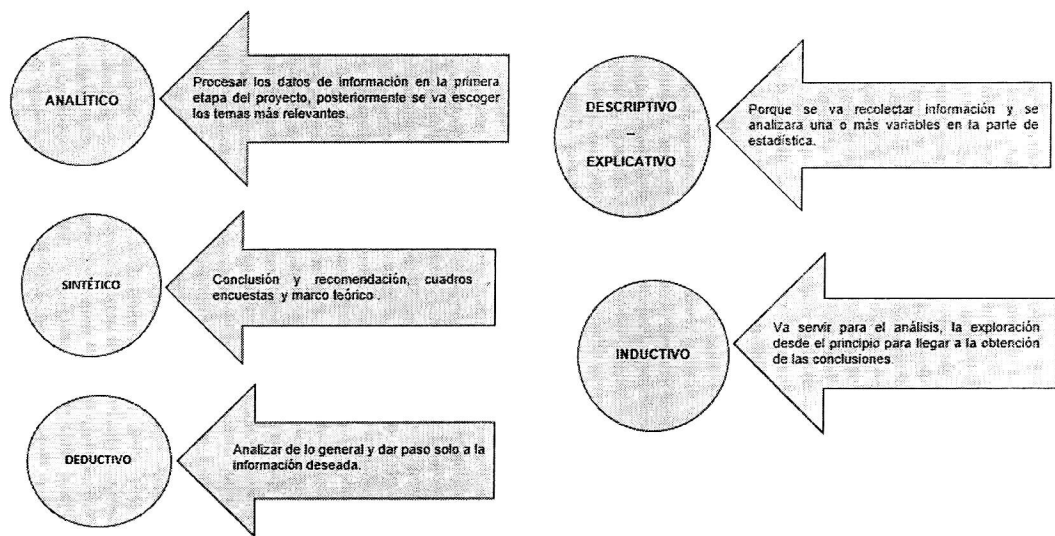 ANALÍTICO
Procesar los datos de información en la primera
etapa del proyecto, posteriormente se va escoger
los temas más relevantes.
SINTÉTICO
Conclusión y recomendación, cuadros
encuestas y marco teórico .
DEDUCTIVO
Analizar de lo general y dar paso solo a la
información deseada.
DESCRIPTIVO
–
EXPLICATIVO
Porque se va recolectar información y se
analizara una o más variables en la parte de
estadística.
INDUCTIVO
Va servir para el análisis, la exploración
desde el principio para llegar a la obtención
de las conclusiones.